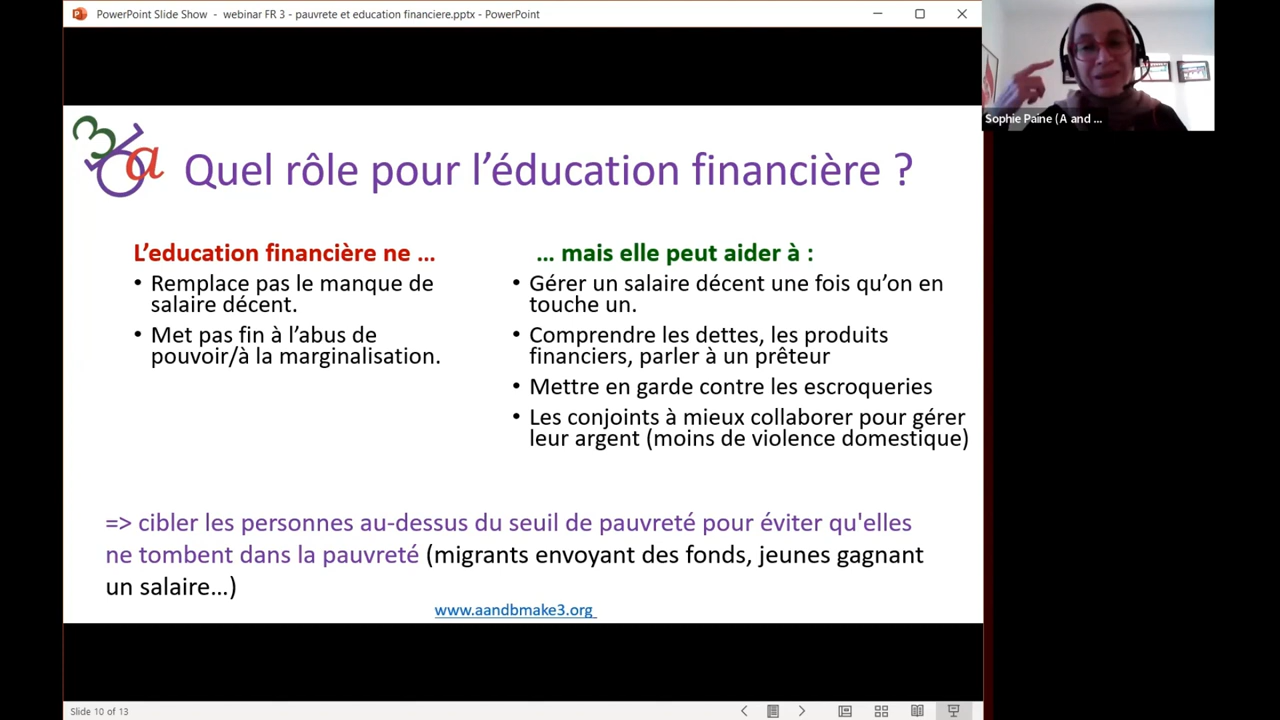 PowerPoint Slide Show - webinar FR 3 - pauvrete et education financiere.pptx - PowerPoint
Sophie Paine (A and ...
Quel rôle pour l’éducation financière ?
L’education financière ne ...
• Remplace pas le manque de
salaire décent.
• Met pas fin à l’abus de
pouvoir/à la marginalisation.
... mais elle peut aider à :
• Gérer un salaire décent une fois qu’on en
touche un.
• Comprendre les dettes, les produits
financiers, parler à un prêteur
• Mettre en garde contre les escroqueries
• Les conjoints à mieux collaborer pour gérer
leur argent (moins de violence domestique)
=> cibler les personnes au-dessus du seuil de pauvreté pour éviter qu'elles
ne tombent dans la pauvreté (migrants envoyant des fonds, jeunes gagnant
un salaire...)
www.aandbmake3.org
Slide 10 of 13